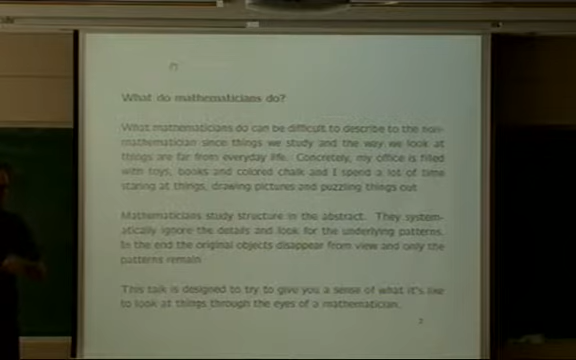 What do mathematicians do?
What mathematicians do can be difficult to describe to the non-
mathematician since things we study and the way we look at
things are far from everyday life. Concretely, my office is filled
with toys, books and colored chalk and I spend a lot of time
staring at things, drawing pictures and puzzling things out
Mathematicians study structure in the abstract. They system-
atically ignore the details and look for the underlying patterns.
In the end the original objects disappear from view and only the
patterns remain
This talk is designed to try to give you a sense of what it's like
to look at things through the eyes of a mathematician.
2